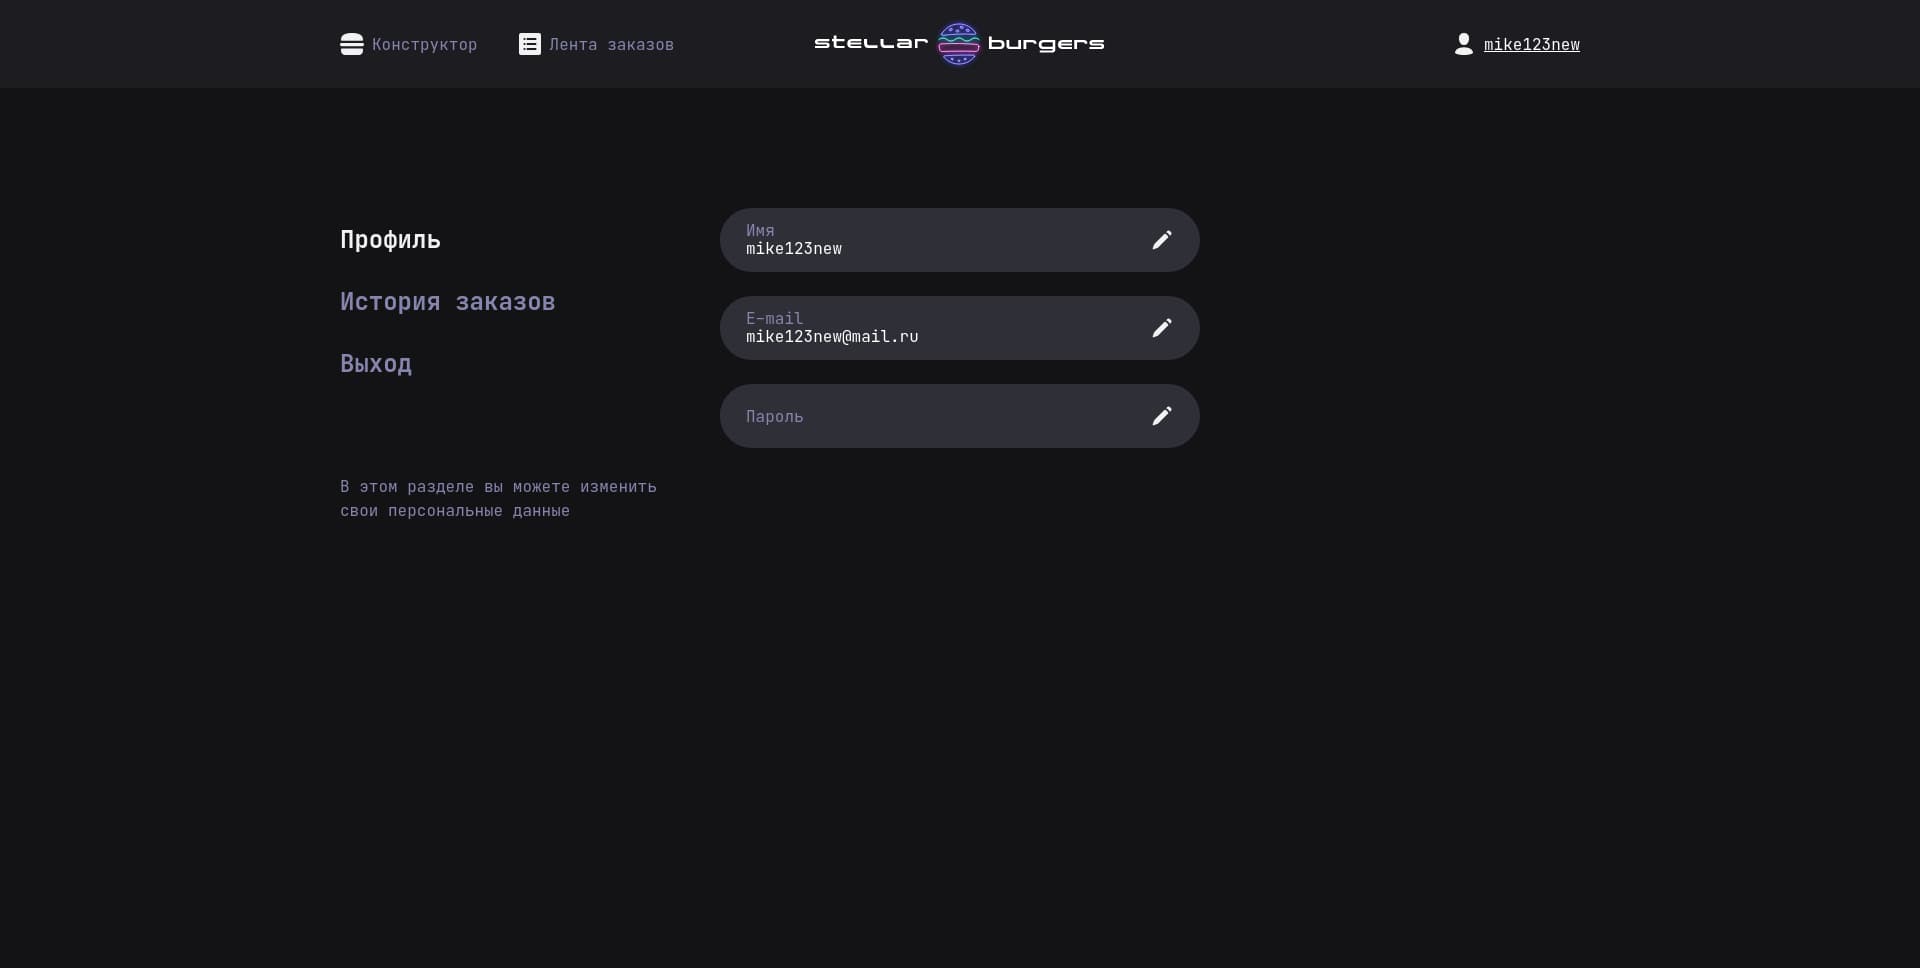 Конструктор
Лента заказов
stellar burgers
mike123new
Профиль
История заказов
Выход
В этом разделе вы можете изменить
свои персональные данные
Имя
mike123new
E-mail
mike123new@mail.ru
Пароль